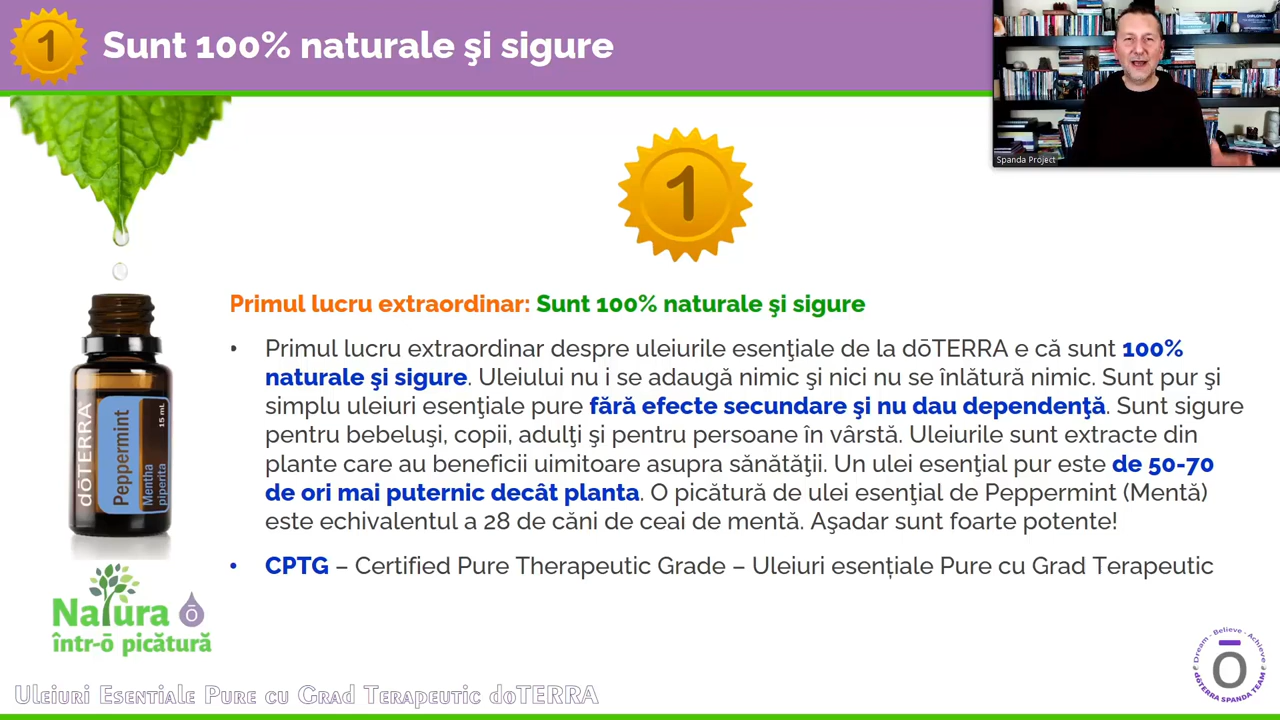 1 Sunt 100% naturale şi sigure
Spanda Project
1
Primul lucru extraordinar: Sunt 100% naturale şi sigure
• Primul lucru extraordinar despre uleiurile esenţiale de la dōTERRA e că sunt 100%
naturale şi sigure. Uleiului nu i se adaugă nimic şi nici nu se înlătură nimic. Sunt pur şi
simplu uleiuri esenţiale pure fără efecte secundare şi nu dau dependenţă. Sunt sigure
pentru bebeluşi, copii, adulţi şi pentru persoane în vârstă. Uleiurile sunt extracte din
plante care au beneficii uimitoare asupra sănătăţii. Un ulei esenţial pur este de 50-70
de ori mai puternic decât planta. O picătură de ulei esenţial de Peppermint (Mentă)
este echivalentul a 28 de căni de ceai de mentă. Aşadar sunt foarte potente!
• CPTG – Certified Pure Therapeutic Grade – Uleiuri esențiale Pure cu Grad Terapeutic
dōTERRA
Peppermint
Mentha
piperita
15 mL
Natura ō
într-ō picătură
Uleiuri Esentiale Pure cu Grad Terapeutic doTERRA
Dream - Believe - Achieve
Ō
dōTERRA SPANDA TEAM